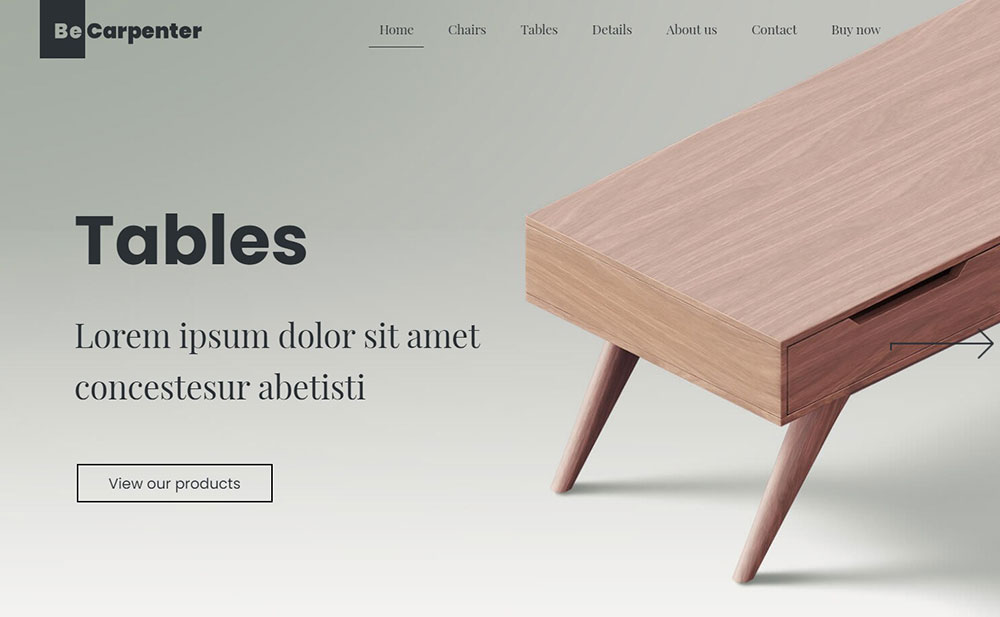 BeCarpenter
Home Chairs Tables Details About us Contact Buy now
Tables
Lorem ipsum dolor sit amet
concestesur abetisti
View our products